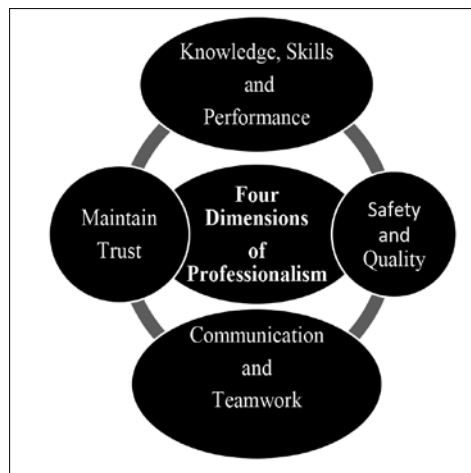 Knowledge, Skills
and
Performance
Maintain
Trust
Four
Dimensions
of
Professionalism
Safety
and
Quality
Communication
and
Teamwork